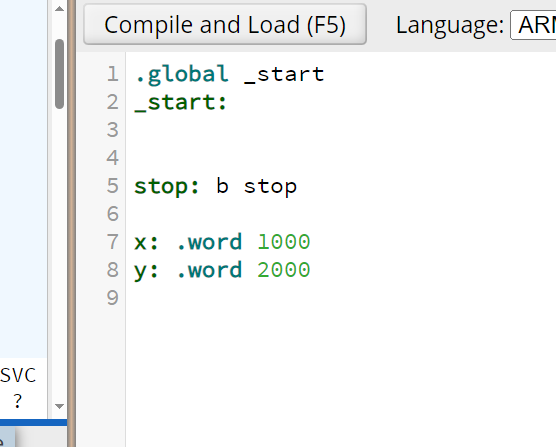 Compile and Load (F5) Language: ARM
1 .global _start
2 _start:
3
4
5 stop: b stop
6
7 x: .word 1000
8 y: .word 2000
9
SVC
?
e